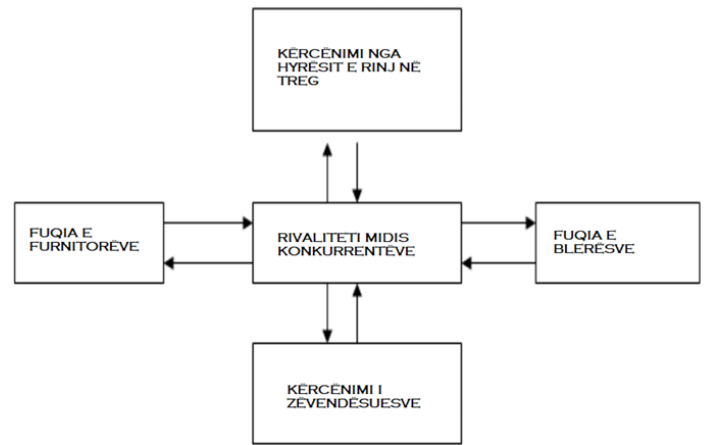 KËRCËNIMI NGA
HYRËSIT E RINJ NË
TREG
FUQIA E
FURNITORËVE
RIVALITETI MIDIS
KONKURRENTËVE
FUQIA E
BLERËSVE
KËRCËNIMI I
ZËVENDËSUESVE